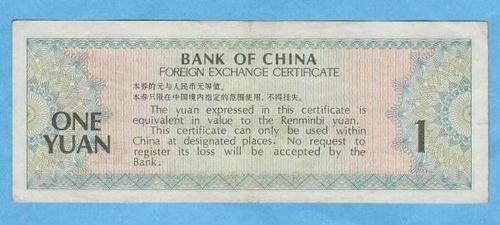 BANK OF CHINA
FOREIGN EXCHANGE CERTIFICATE
本券的元与人民币元等值。
本券只限在中国境内指定的范围使用，不得挂失。
The yuan expressed in this certificate is
equivalent in value to the Renminbi yuan.
This certificate can only be used within
China at designated places. No request to
register its loss will be accepted by the
Bank.
ONE
YUAN
1